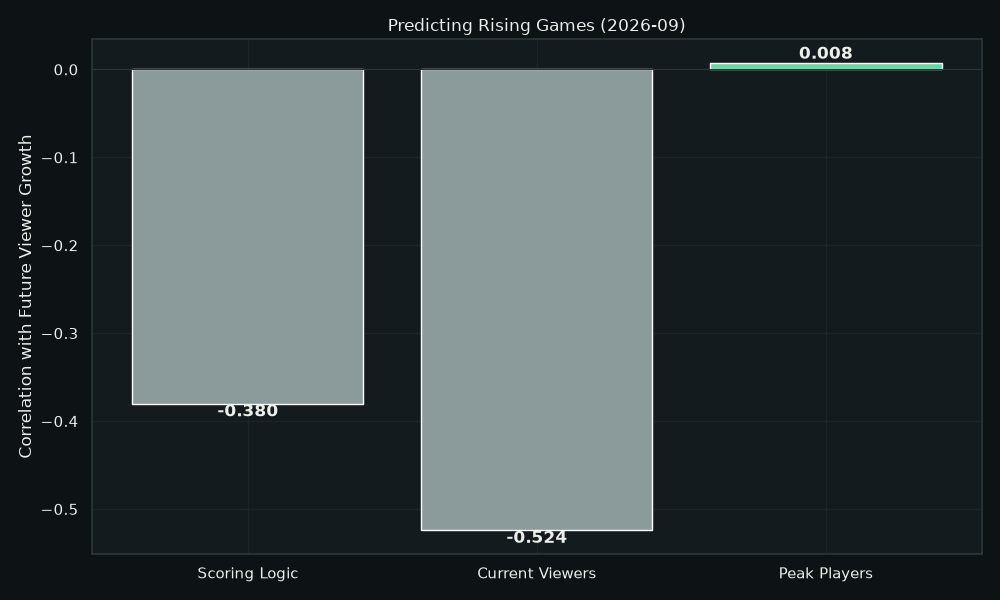 Predicting Rising Games (2026-09)
Correlation with Future Viewer Growth
0.0
−0.1
−0.2
−0.3
−0.4
−0.5
-0.380
-0.524
0.008
Scoring Logic
Current Viewers
Peak Players